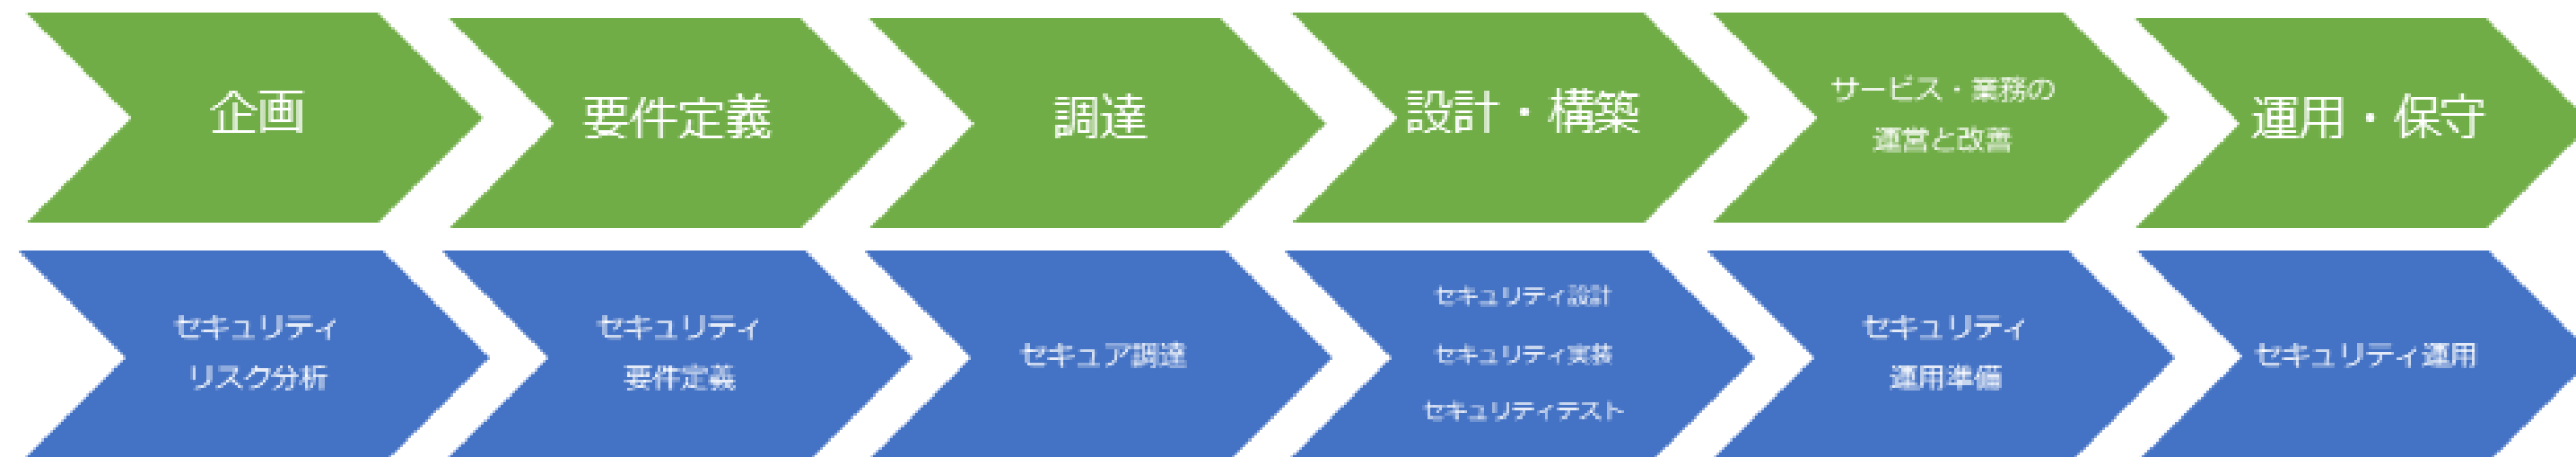 企画
要件定義
調達
設計・構築
サービス・業務の
運営と改善
運用・保守
セキュリティ
リスク分析
セキュリティ
要件定義
セキュア調達
セキュリティ設計
セキュリティ実装
セキュリティテスト
セキュリティ
運用準備
セキュリティ運用